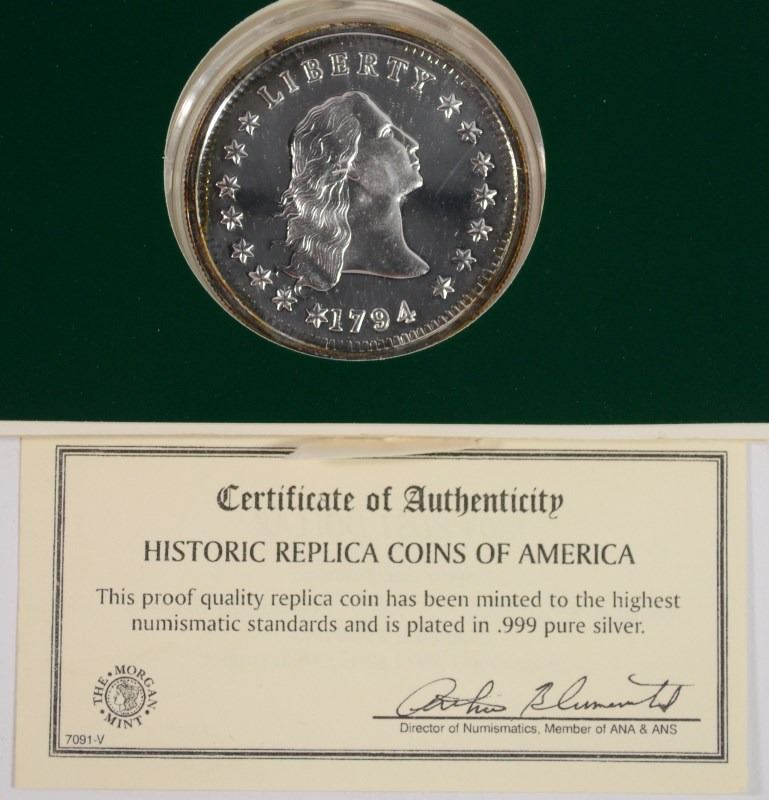 LIBERTY
1794
Certificate of Authenticity
HISTORIC REPLICA COINS OF AMERICA
This proof quality replica coin has been minted to the highest
numismatic standards and is plated in .999 pure silver.
THE • MORGAN • MINT •
Director of Numismatics, Member of ANA & ANS
7091-V